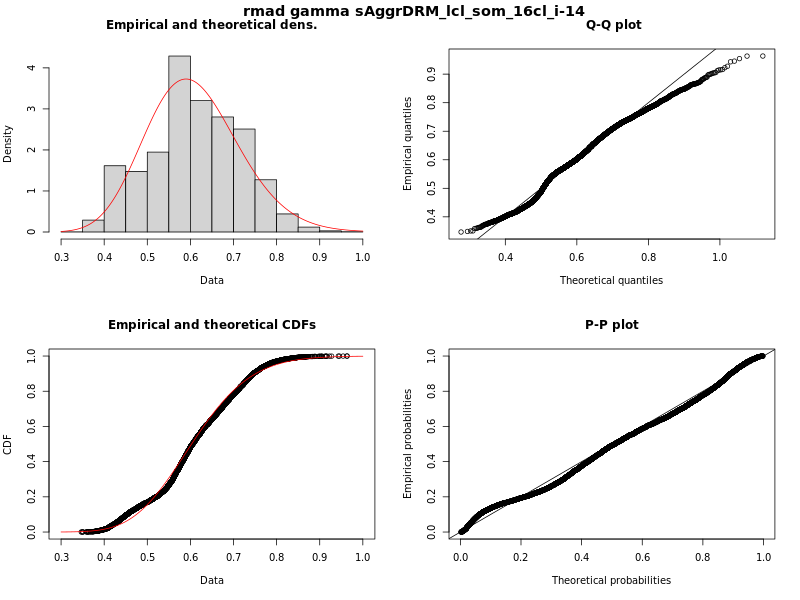 rmad gamma sAggrDRM_lcl_som_16cl_i-14
Empirical and theoretical dens.
Density
0 1 2 3 4
0.3 0.4 0.5 0.6 0.7 0.8 0.9 1.0
Data
Q-Q plot
Empirical quantiles
0.4 0.5 0.6 0.7 0.8 0.9
0.4 0.6 0.8 1.0
Theoretical quantiles
Empirical and theoretical CDFs
CDF
0.0 0.2 0.4 0.6 0.8 1.0
0.3 0.4 0.5 0.6 0.7 0.8 0.9 1.0
Data
P-P plot
Empirical probabilities
0.0 0.2 0.4 0.6 0.8 1.0
0.0 0.2 0.4 0.6 0.8 1.0
Theoretical probabilities